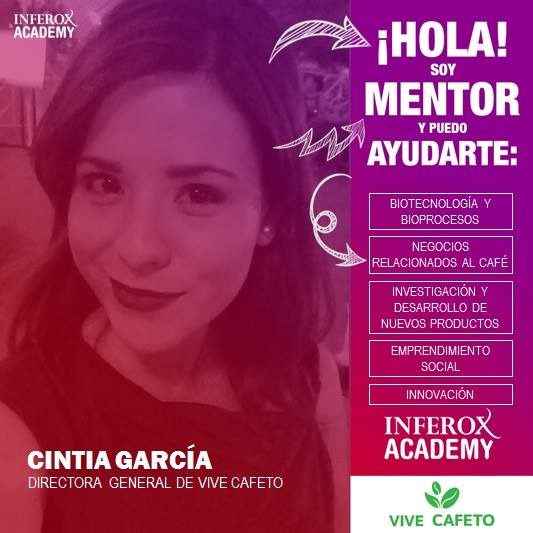 INFEROX
ACADEMY
¡HOLA!
SOY
MENTOR
Y PUEDO
AYUDARTE:
BIOTECNOLOGÍA Y
BIOPROCESOS
NEGOCIOS
RELACIONADOS AL CAFÉ
INVESTIGACIÓN Y
DESARROLLO DE
NUEVOS PRODUCTOS
EMPRENDIMIENTO
SOCIAL
INNOVACIÓN
INFEROX
ACADEMY
CINTIA GARCÍA
DIRECTORA GENERAL DE VIVE CAFETO
VIVE CAFETO